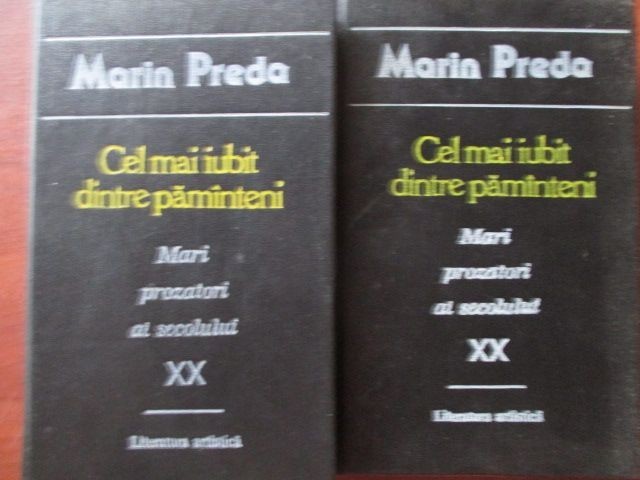 Marin Preda
Cel mai iubit
dintre pămînteni
Mari
prozatori
ai secolului
XX
Literatura artistică
Marin Preda
Cel mai iubit
dintre pămînteni
Mari
prozatori
ai secolului
XX
Literatura artistică